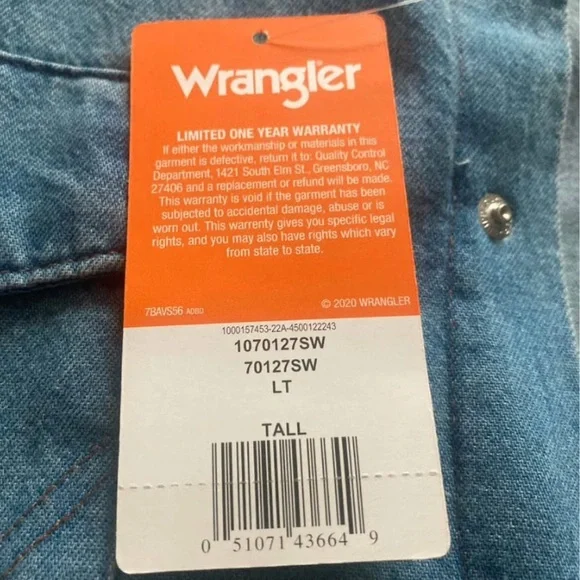 Wrangler
LIMITED ONE YEAR WARRANTY
If either the workmanship or materials in this
garment is defective, return it to: Quality Control
Department, 1421 South Elm St., Greensboro, NC
27406 and a replacement or refund will be made.
This warranty is void if the garment has been
subjected to accidental damage, abuse or is
worn out. This warrenty gives you specific legal
rights, and you may also have rights which vary
from state to state.
7BAVS56 ADBO
© 2020 WRANGLER
1000157453-22A-4500122243
1070127SW
70127SW
LT
TALL
0 51071 43664 9